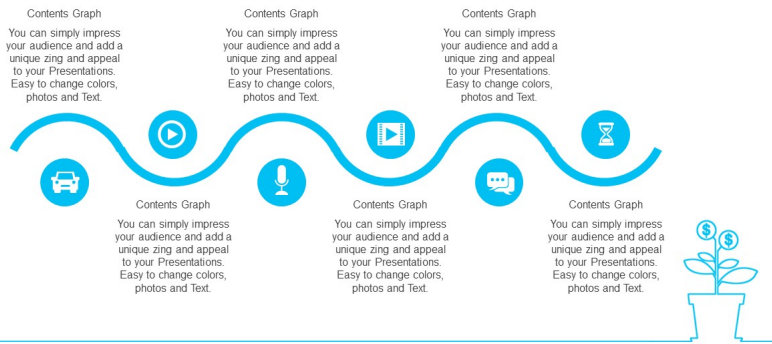 Contents Graph
You can simply impress
your audience and add a
unique zing and appeal
to your Presentations.
Easy to change colors,
photos and Text.
Contents Graph
You can simply impress
your audience and add a
unique zing and appeal
to your Presentations.
Easy to change colors,
photos and Text.
Contents Graph
You can simply impress
your audience and add a
unique zing and appeal
to your Presentations.
Easy to change colors,
photos and Text.
Contents Graph
You can simply impress
your audience and add a
unique zing and appeal
to your Presentations.
Easy to change colors,
photos and Text.
Contents Graph
You can simply impress
your audience and add a
unique zing and appeal
to your Presentations.
Easy to change colors,
photos and Text.
Contents Graph
You can simply impress
your audience and add a
unique zing and appeal
to your Presentations.
Easy to change colors,
photos and Text.
$
$